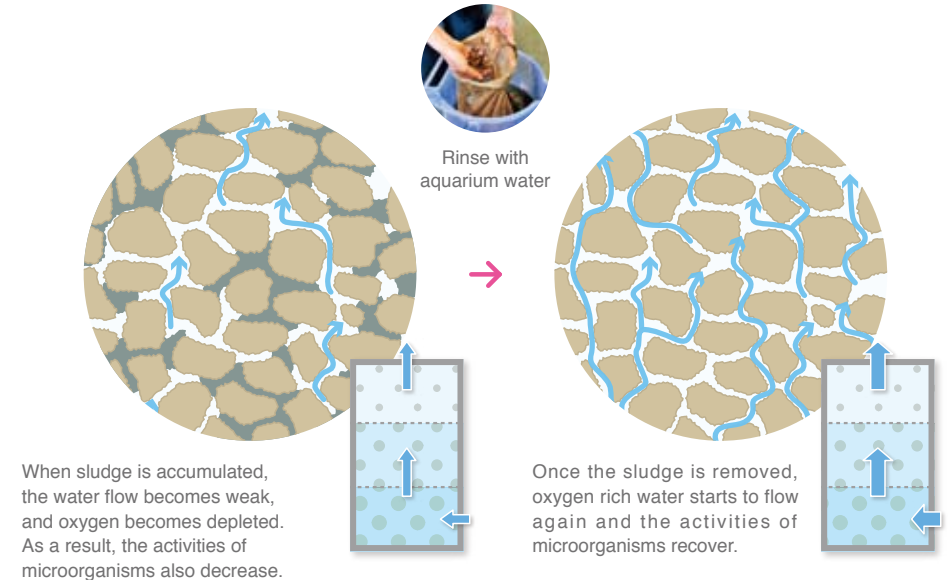 Rinse with
aquarium water
When sludge is accumulated,
the water flow becomes weak,
and oxygen becomes depleted.
As a result, the activities of
microorganisms also decrease.
Once the sludge is removed,
oxygen rich water starts to flow
again and the activities of
microorganisms recover.